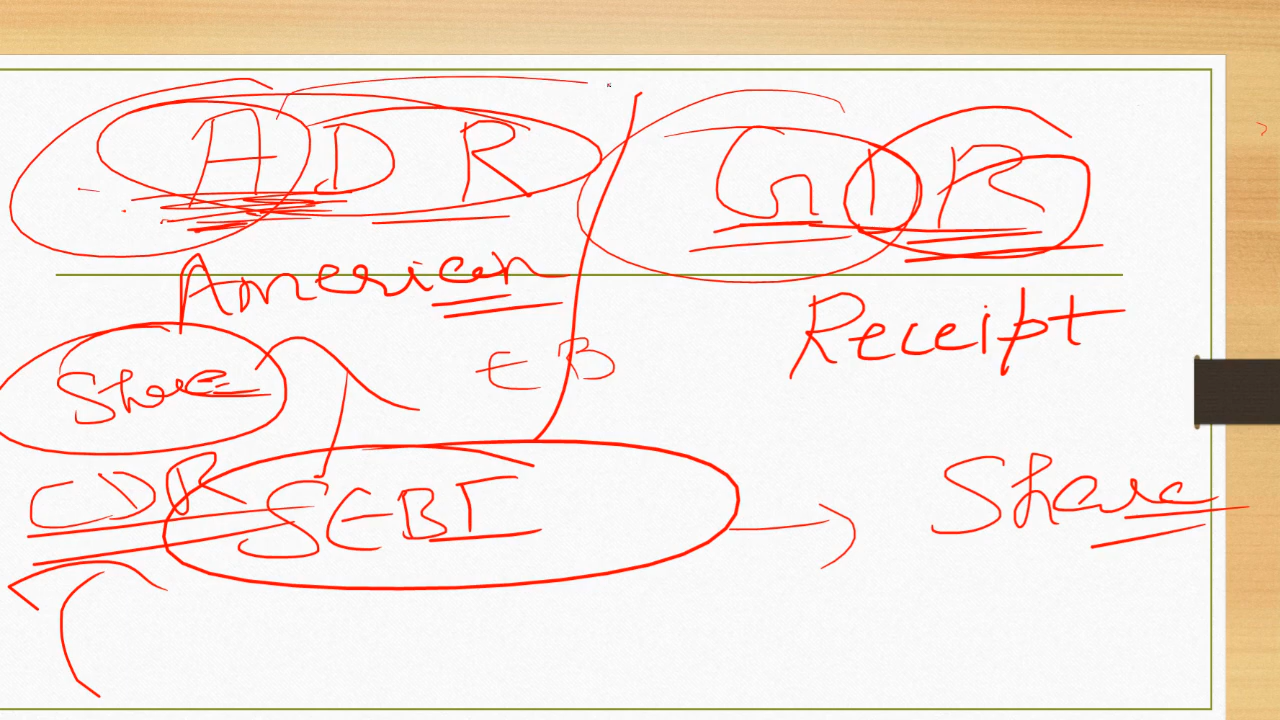 ADR GDR
American
Receipt
Share EB
CDR SEBI Share